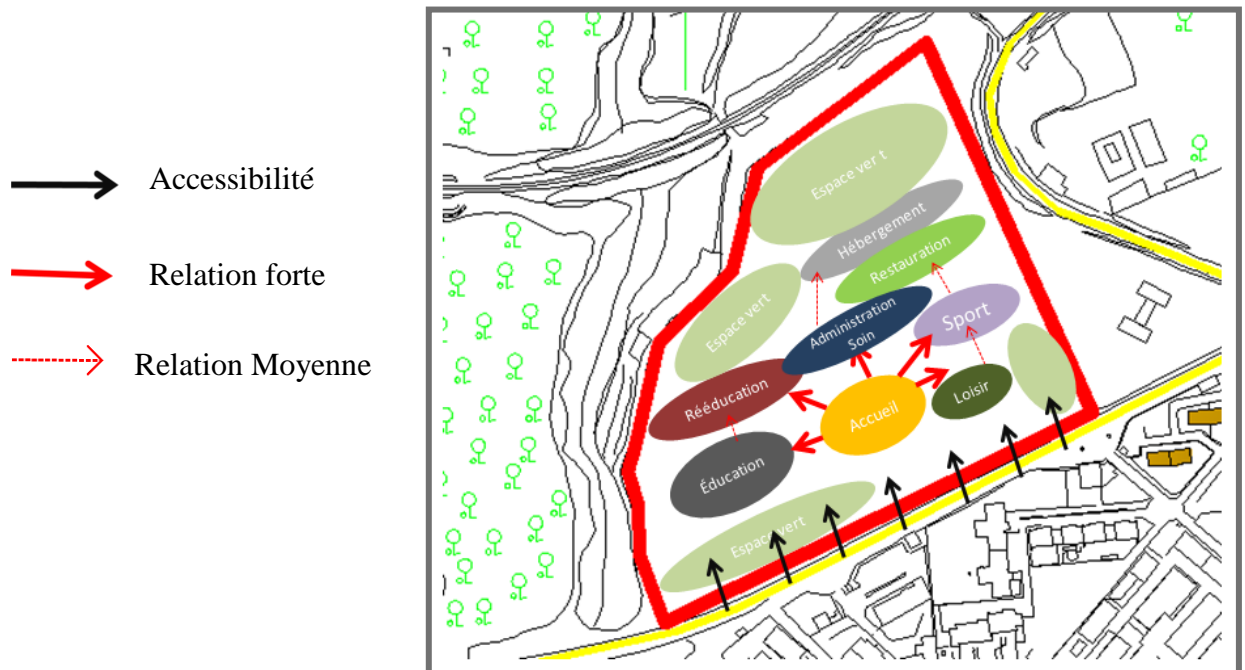 Accessibilité
Relation forte
Relation Moyenne
Espace ver t
Hébergement
Restauration
Espace vert
Administration
Soin
Sport
Rééducation
Accueil
Loisir
Éducation
Espace vert